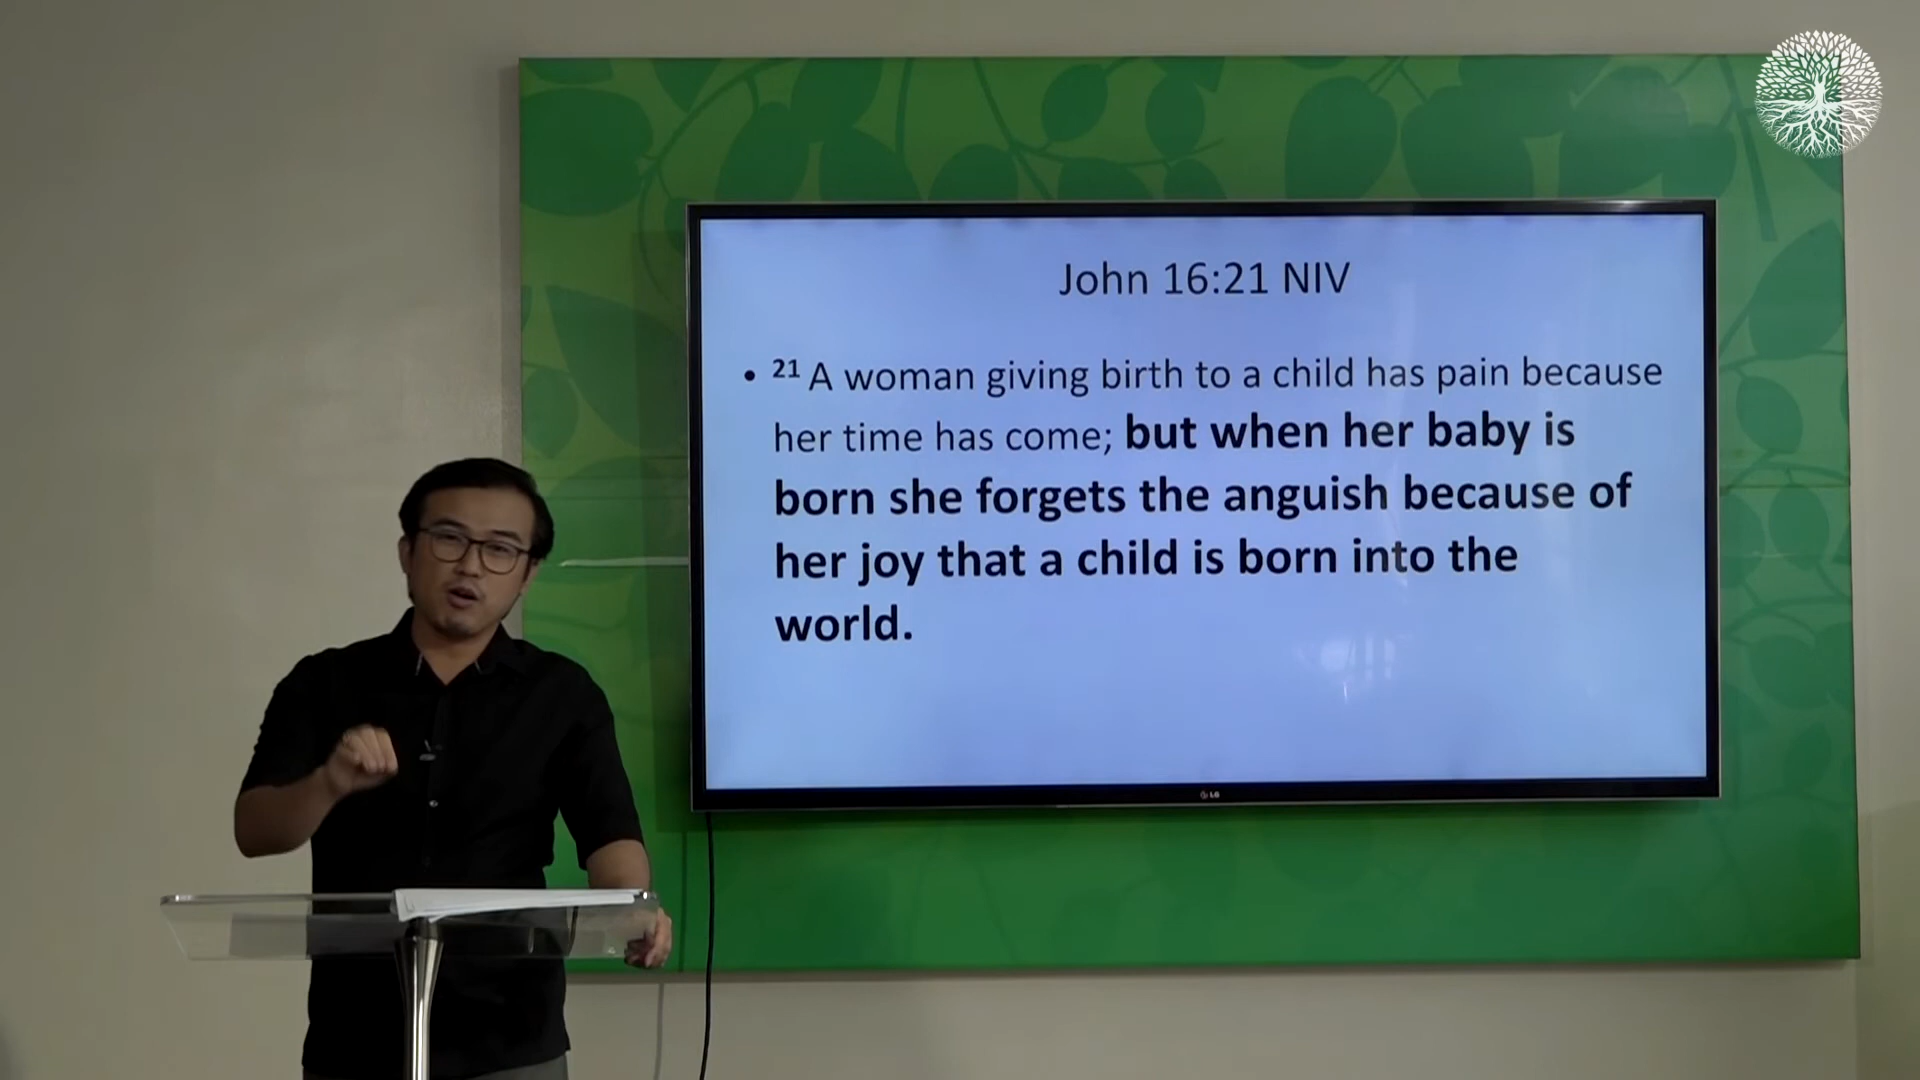 John 16:21 NIV
• 21 A woman giving birth to a child has pain because
her time has come; but when her baby is
born she forgets the anguish because of
her joy that a child is born into the
world.
LG